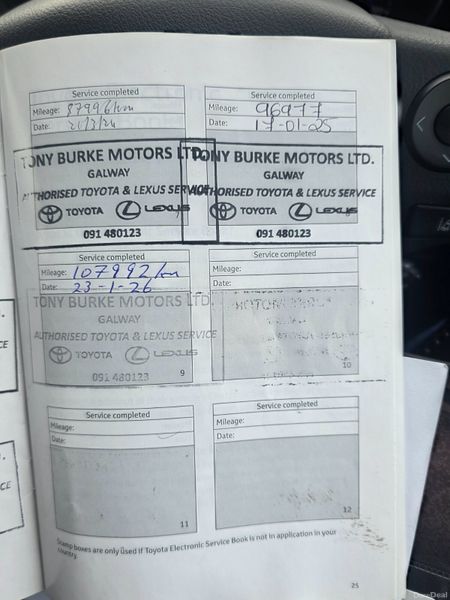 Service completed
Mileage: 87996km
Date: 20/3/24
TONY BURKE MOTORS LTD.
GALWAY
AUTHORISED TOYOTA & LEXUS SERVICE
TOYOTA LEXUS
091 480123
Service completed
Mileage: 96977
Date: 17-01-25
TONY BURKE MOTORS LTD.
GALWAY
AUTHORISED TOYOTA & LEXUS SERVICE
TOYOTA LEXUS
091 480123
Service completed
Mileage: 107992km
Date: 23-1-26
TONY BURKE MOTORS LTD.
GALWAY
AUTHORISED TOYOTA & LEXUS SERVICE
TOYOTA LEXUS
091 480123
9
Service completed
Mileage:
Date:
10
Service completed
Mileage:
Date:
11
Service completed
Mileage:
Date:
12
Stamp boxes are only used if Toyota Electronic Service Book is not in application in your
country.
25
CE
CE
DoneDeal